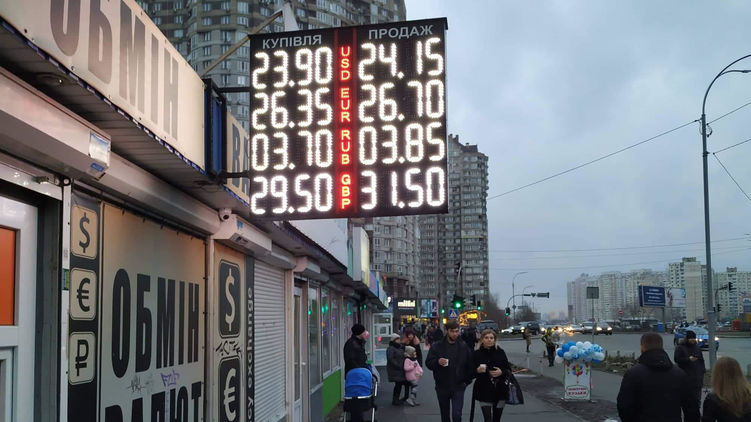 ОБМІН
КУПІВЛЯ ПРОДАЖ
23.90 USD 24.15
26.35 EUR 26.70
03.70 RUB 03.85
29.50 GBP 31.50
$
€
₽
ОБМІН
ВАЛЮТ
$
€
exchange